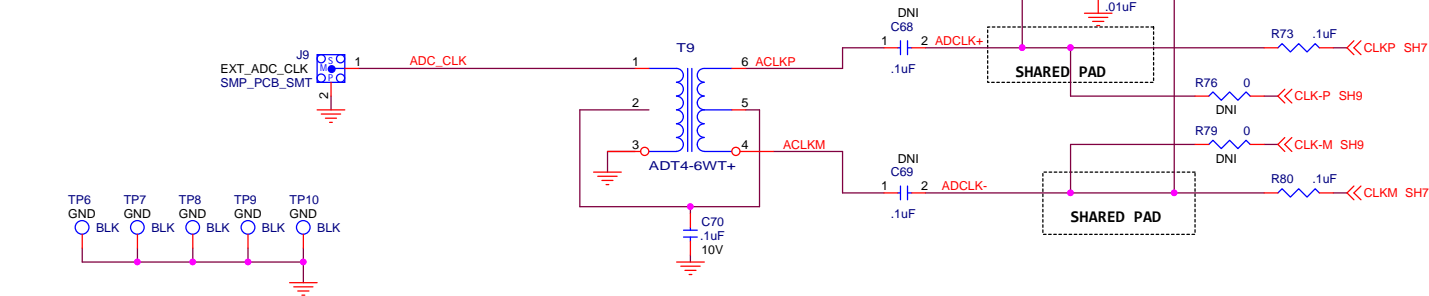 .01uF
DNI
C68
1 2 ADCLK+
.1uF
SHARED PAD
R73 .1uF
CLKP SH7
R76 0
DNI
CLK-P SH9
R79 0
DNI
CLK-M SH9
R80 .1uF
CLKM SH7
J9
EXT_ADC_CLK
SMP_PCB_SMT
S
M
P
1
2
ADC_CLK
T9
1
2
3
6 ACLKP
5
4 ACLKM
ADT4-6WT+
DNI
C69
1 2 ADCLK-
.1uF
SHARED PAD
C70
.1uF
10V
TP6 TP7 TP8 TP9 TP10
GND GND GND GND GND
BLK BLK BLK BLK BLK